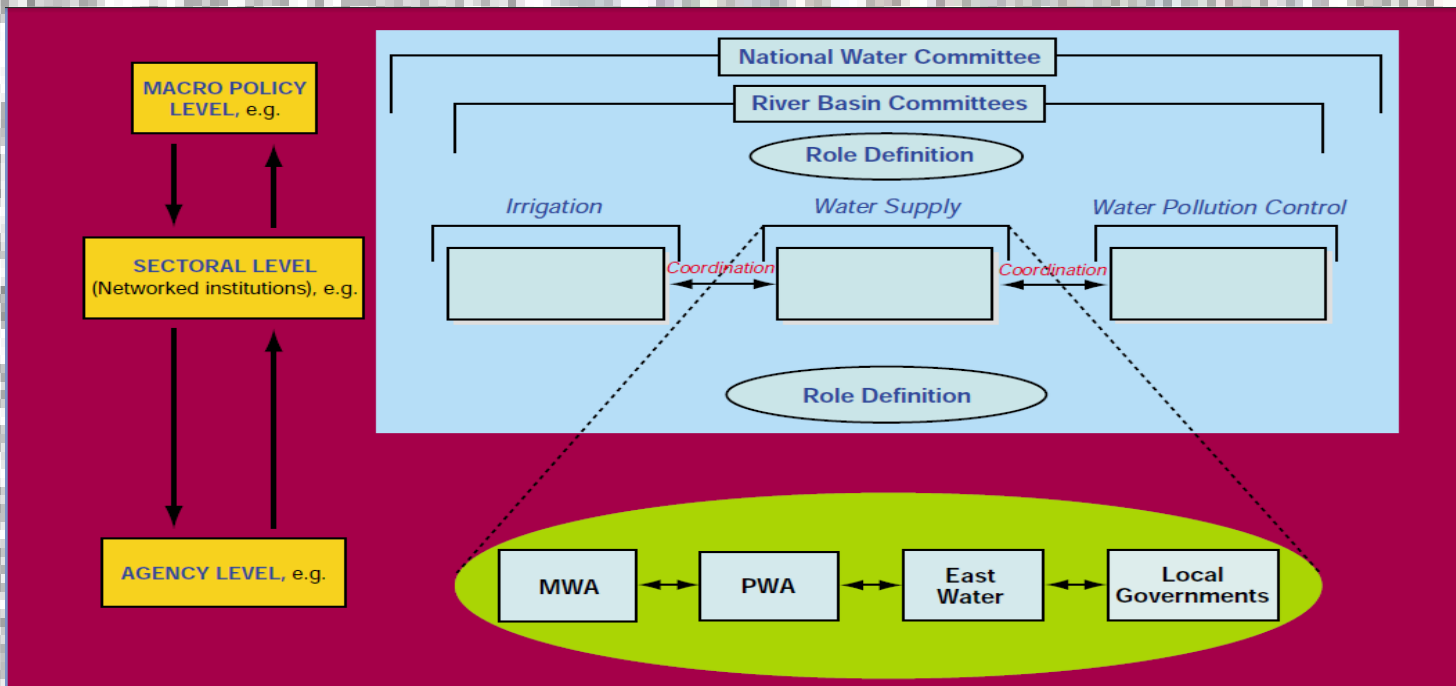 National Water Committee
MACRO POLICY
LEVEL, e.g.
River Basin Committees
Role Definition
Irrigation
Water Supply
Water Pollution Control
SECTORAL LEVEL
(Networked institutions), e.g.
Coordination
Coordination
Role Definition
AGENCY LEVEL, e.g.
MWA
PWA
East
Water
Local
Governments